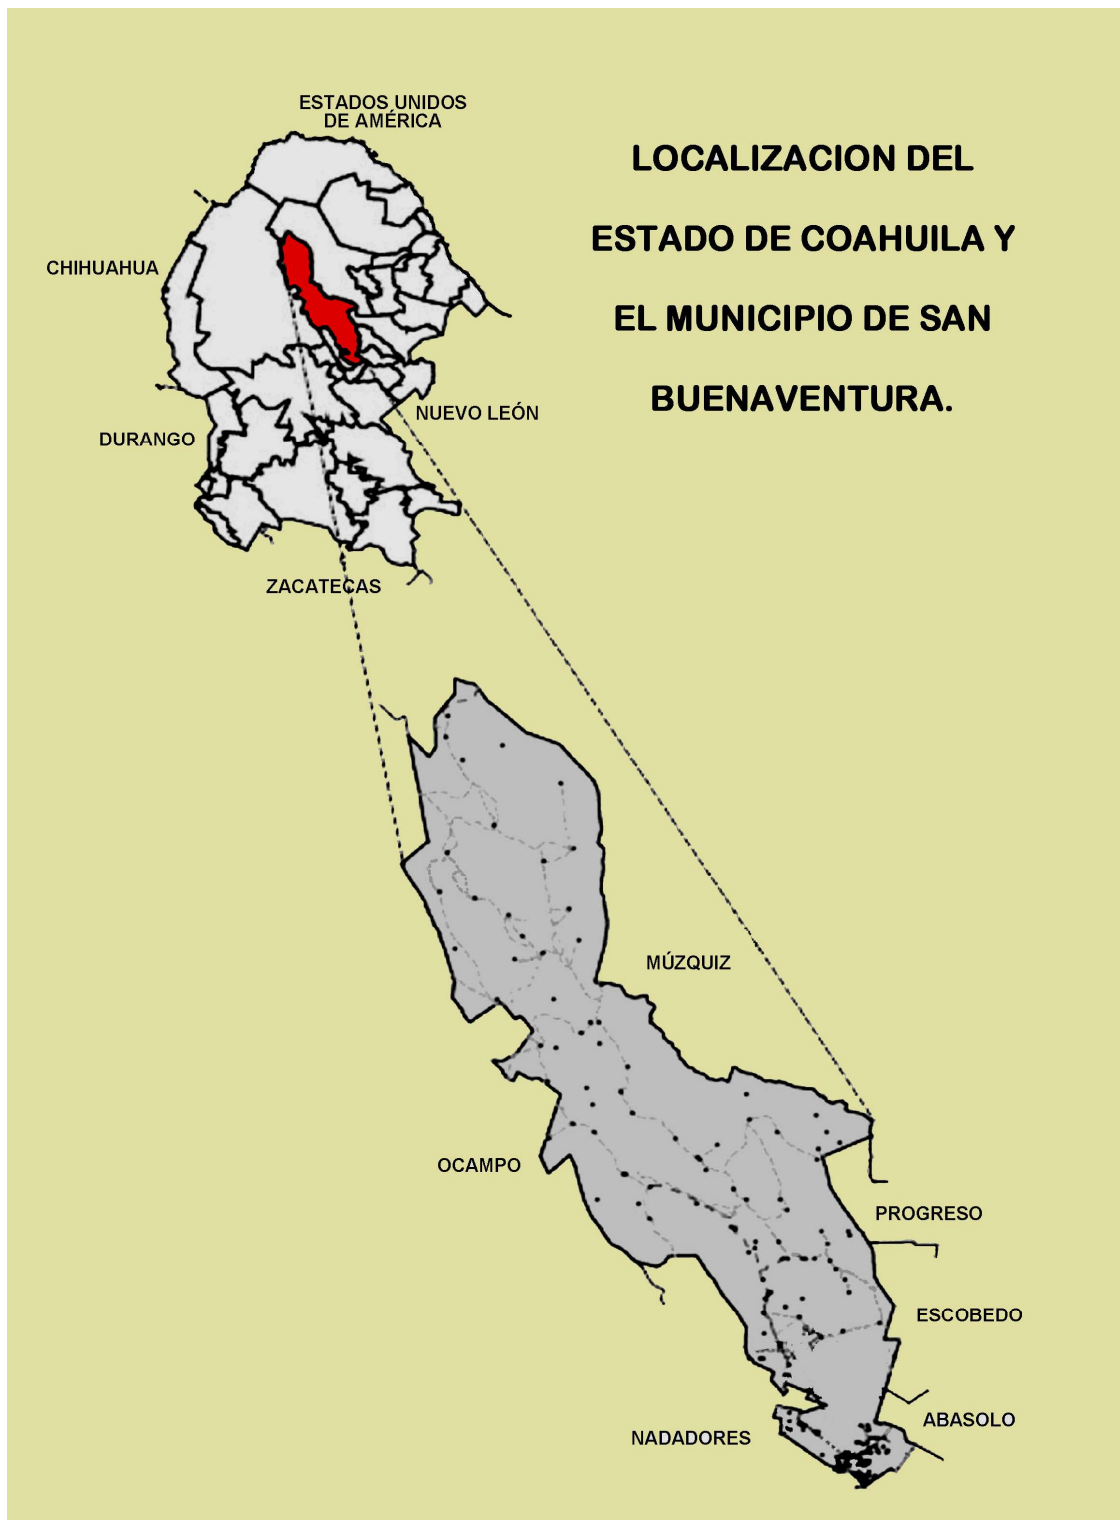 ESTADOS UNIDOS
DE AMÉRICA
LOCALIZACION DEL
ESTADO DE COAHUILA Y
EL MUNICIPIO DE SAN
BUENAVENTURA.
CHIHUAHUA
NUEVO LEÓN
DURANGO
ZACATECAS
MÚZQUIZ
OCAMPO
PROGRESO
ESCOBEDO
ABASOLO
NADADORES